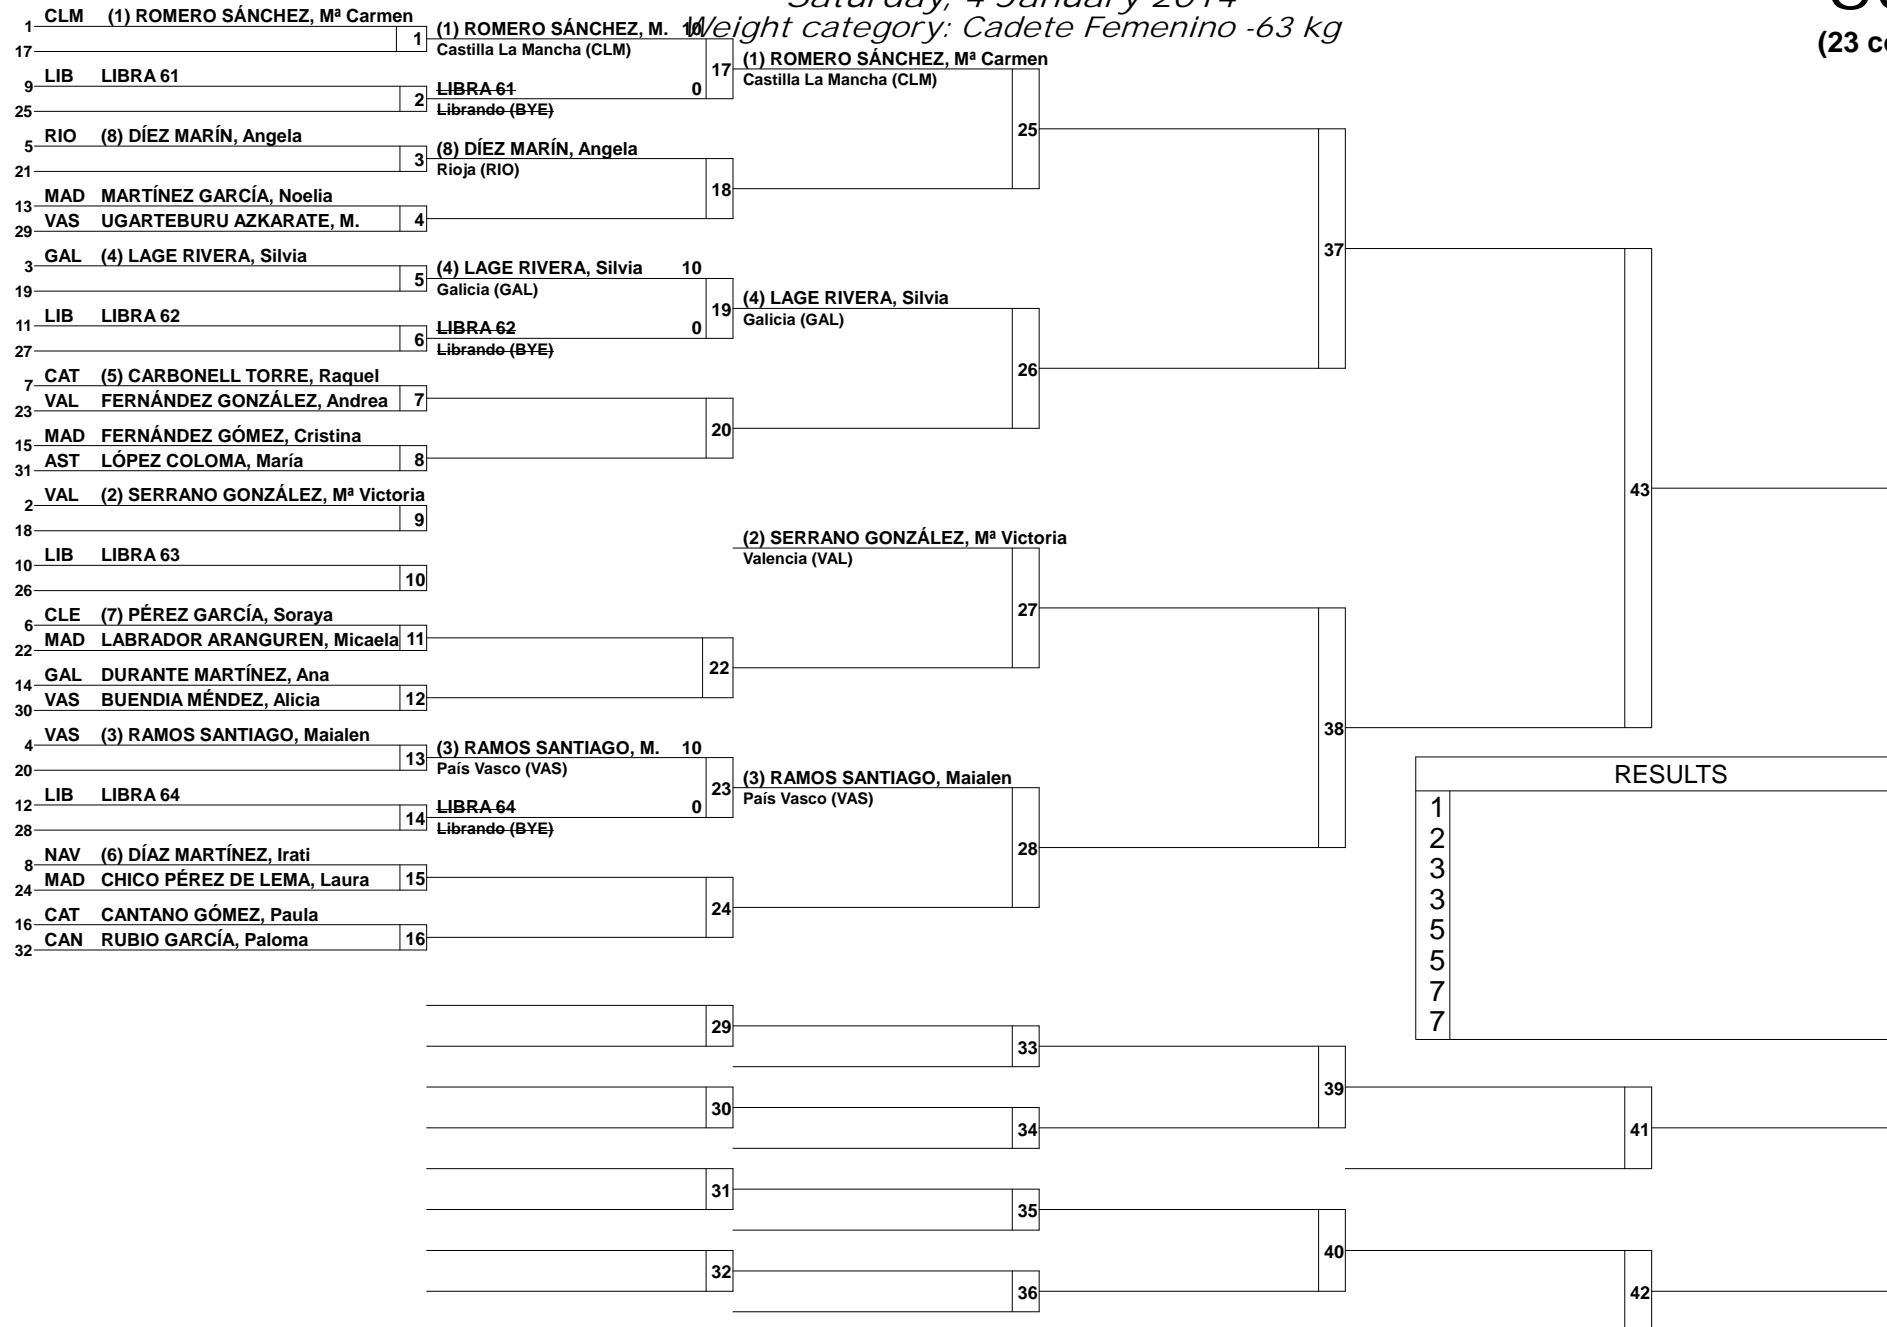 Saturday, 4 January 2014
Weight category: Cadete Femenino -63 kg
(23
1 CLM (1) ROMERO SÁNCHEZ, Mª Carmen
17
1
9 LIB LIBRA 61
25
2
5 RIO (8) DÍEZ MARÍN, Angela
21
3
13 MAD MARTÍNEZ GARCÍA, Noelia
29 VAS UGARTEBURU AZKARATE, M.
4
3 GAL (4) LAGE RIVERA, Silvia
19
5
11 LIB LIBRA 62
27
6
7 CAT (5) CARBONELL TORRE, Raquel
23 VAL FERNÁNDEZ GONZÁLEZ, Andrea
7
15 MAD FERNÁNDEZ GÓMEZ, Cristina
31 AST LÓPEZ COLOMA, María
8
2 VAL (2) SERRANO GONZÁLEZ, Mª Victoria
18
9
10 LIB LIBRA 63
26
10
6 CLE (7) PÉREZ GARCÍA, Soraya
22 MAD LABRADOR ARANGUREN, Micaela
11
14 GAL DURANTE MARTÍNEZ, Ana
30 VAS BUENDIA MÉNDEZ, Alicia
12
4 VAS (3) RAMOS SANTIAGO, Maialen
20
13
12 LIB LIBRA 64
28
14
8 NAV (6) DÍAZ MARTÍNEZ, Irati
24 MAD CHICO PÉREZ DE LEMA, Laura
15
16 CAT CANTANO GÓMEZ, Paula
32 CAN RUBIO GARCÍA, Paloma
16
(1) ROMERO SÁNCHEZ, M. 10
Castilla La Mancha (CLM)
17
LIBRA 61 0
Librando (BYE)
(8) DÍEZ MARÍN, Angela
Rioja (RIO)
18
(4) LAGE RIVERA, Silvia 10
Galicia (GAL)
19
LIBRA 62 0
Librando (BYE)
20
22
(3) RAMOS SANTIAGO, M. 10
País Vasco (VAS)
23
LIBRA 64 0
Librando (BYE)
24
(1) ROMERO SÁNCHEZ, Mª Carmen
Castilla La Mancha (CLM)
25
(4) LAGE RIVERA, Silvia
Galicia (GAL)
26
(2) SERRANO GONZÁLEZ, Mª Victoria
Valencia (VAL)
27
(3) RAMOS SANTIAGO, Maialen
País Vasco (VAS)
28
37
38
43
RESULTS
1
2
3
3
5
5
7
7
29
30
31
32
33
34
35
36
39
40
41
42